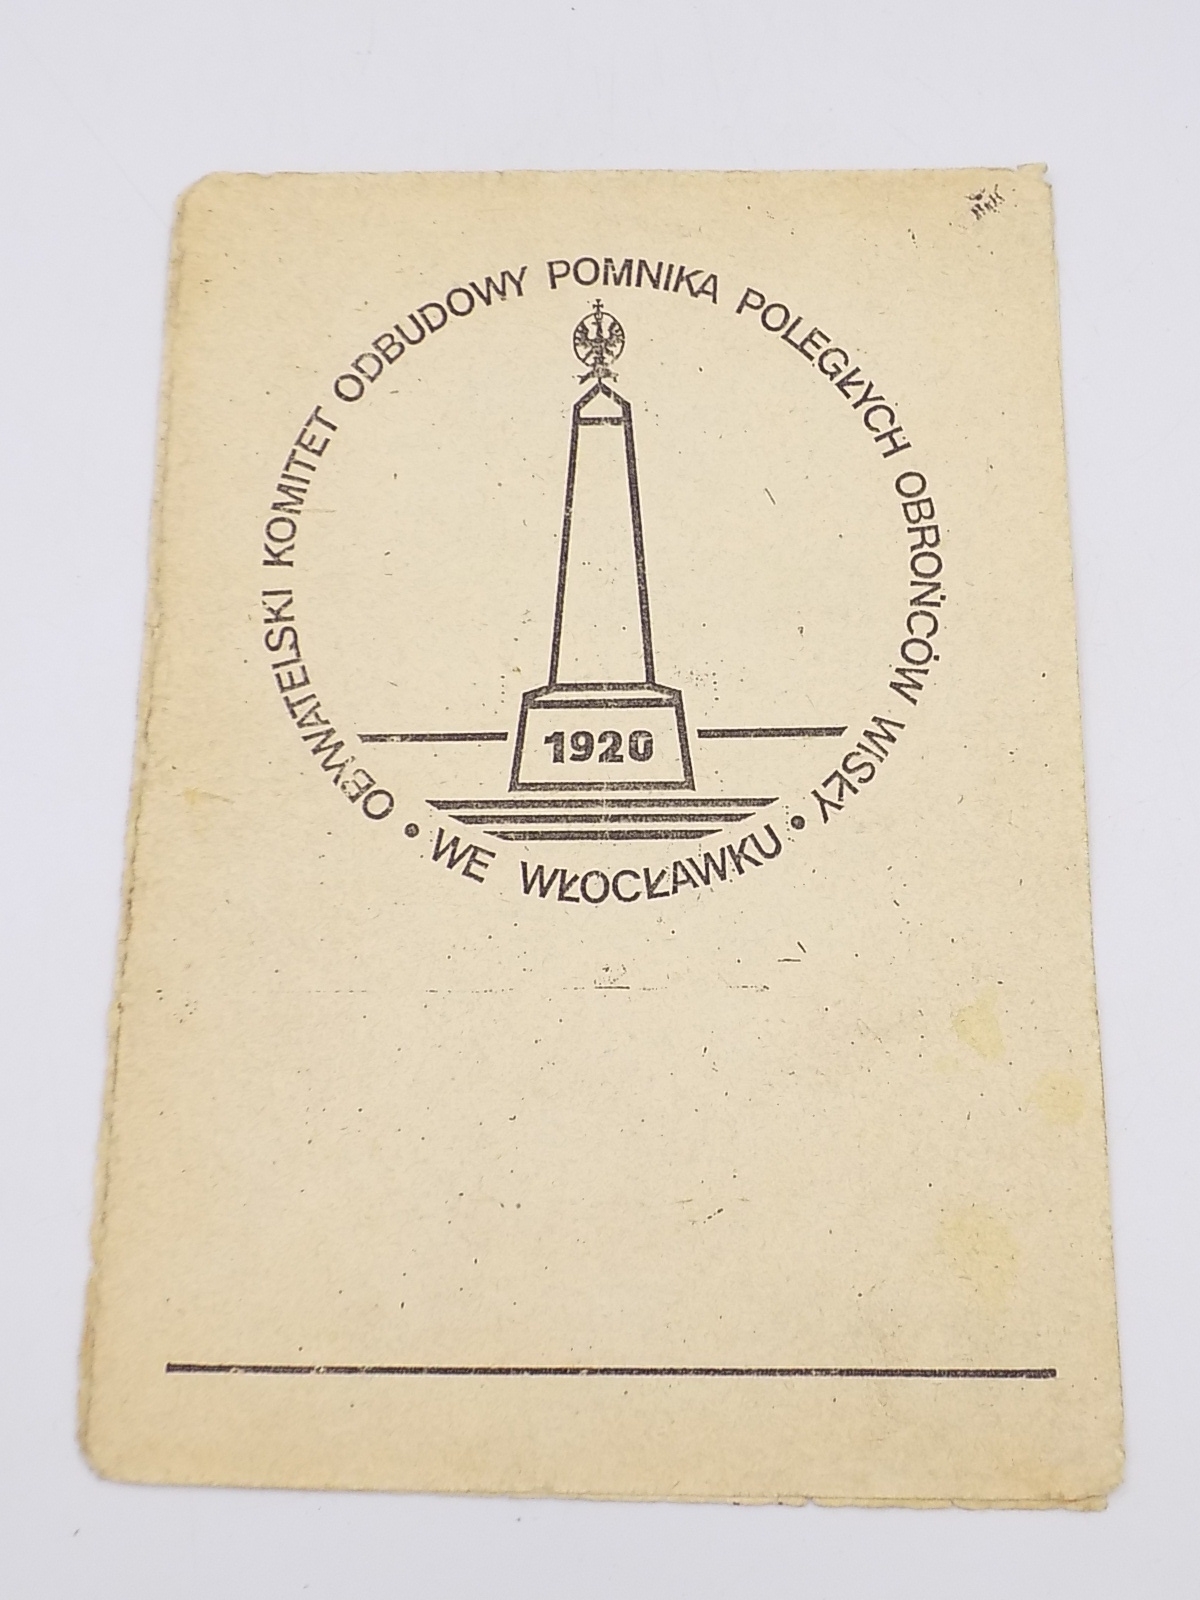 OBYWATELSKI KOMITET ODBUDOWY POMNIKA POLEGŁYCH OBROŃCÓW WISŁY
• WE WŁOCŁAWKU •
1920